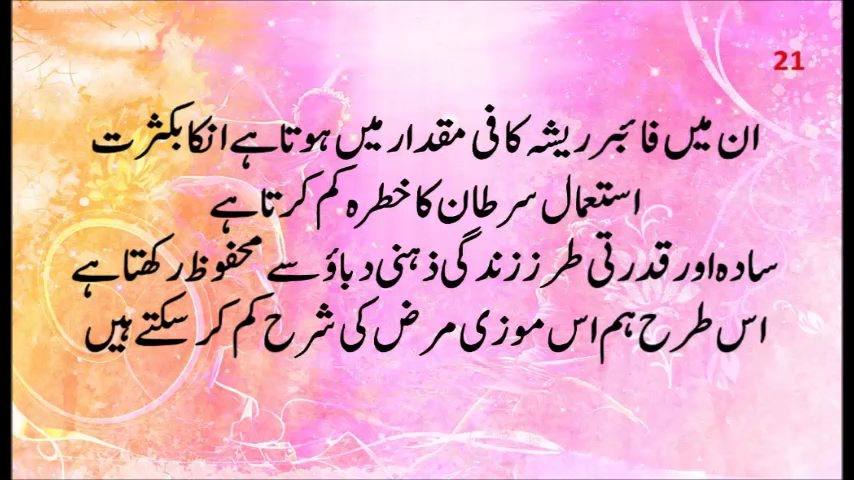 21
ان میں فائبر ریشہ کافی مقدار میں ہوتا ہے انکا بکثرت
استعمال سرطان کا خطرہ کم کرتا ہے
سادہ اور قدرتی طرز زندگی ذہنی دباؤ سے محفوظ رکھتا ہے
اس طرح ہم اس موزی مرض کی شرح کم کر سکتے ہیں